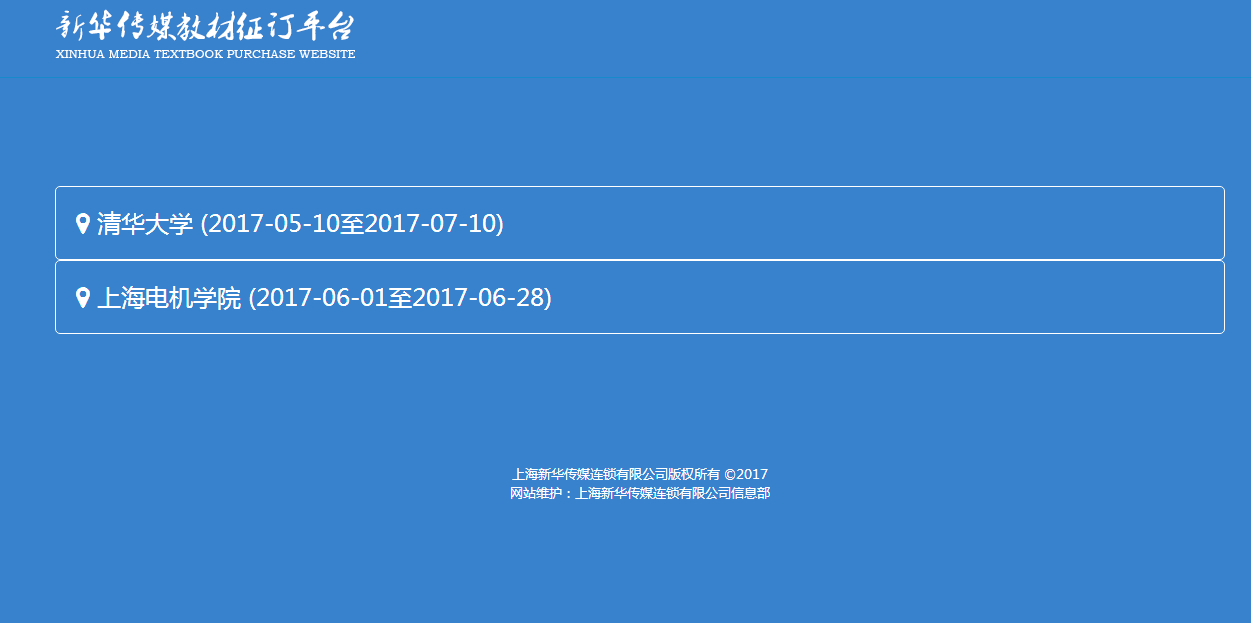 新华传媒教材征订平台
XINHUA MEDIA TEXTBOOK PURCHASE WEBSITE
清华大学 (2017-05-10至2017-07-10)
上海电机学院 (2017-06-01至2017-06-28)
上海新华传媒连锁有限公司版权所有 ©2017
网站维护：上海新华传媒连锁有限公司信息部